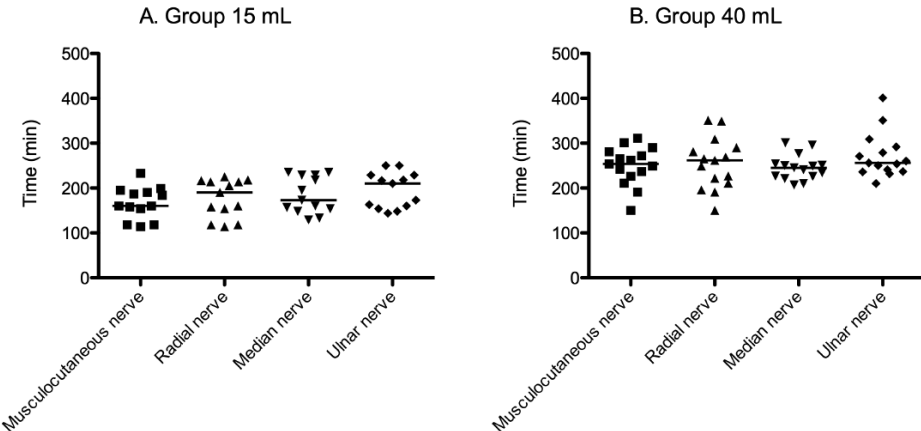 A. Group 15 mL
500
400
300
200
100
0
Time (min)
Musculocutaneous nerve
Radial nerve
Median nerve
Ulnar nerve
B. Group 40 mL
500
400
300
200
100
0
Time (min)
Musculocutaneous nerve
Radial nerve
Median nerve
Ulnar nerve